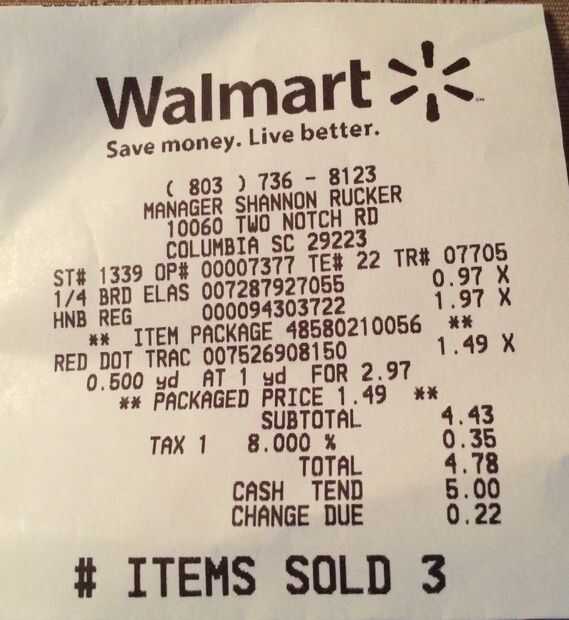 Walmart
Save money. Live better.
( 803 ) 736 - 8123
MANAGER SHANNON RUCKER
10060 TWO NOTCH RD
COLUMBIA SC 29223
ST# 1339 OP# 00007377 TE# 22 TR# 07705
1/4 BRD ELAS 007287927055 0.97 X
HNB REG 000094303722 1.97 X
** ITEM PACKAGE 48580210056 **
RED DOT TRAC 007526908150 1.49 X
0.500 yd AT 1 yd FOR 2.97
** PACKAGED PRICE 1.49 **
SUBTOTAL 4.43
TAX 1 8.000 % 0.35
TOTAL 4.78
CASH TEND 5.00
CHANGE DUE 0.22
# ITEMS SOLD 3